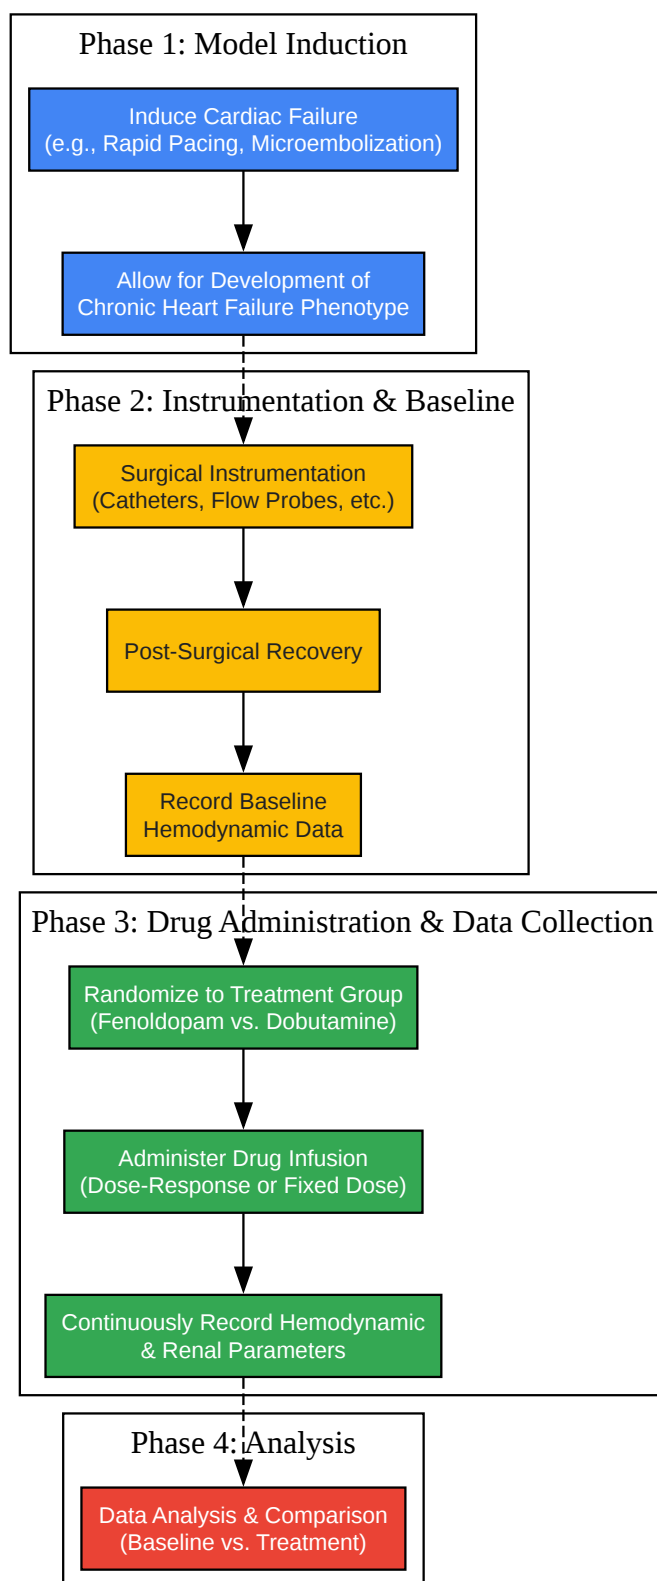 Phase 1: Model Induction
Induce Cardiac Failure
(e.g., Rapid Pacing, Microembolization)
Allow for Development of
Chronic Heart Failure Phenotype
Phase 2: Instrumentation & Baseline
Surgical Instrumentation
(Catheters, Flow Probes, etc.)
Post-Surgical Recovery
Record Baseline
Hemodynamic Data
Phase 3: Drug Administration & Data Collection
Randomize to Treatment Group
(Fenoldopam vs. Dobutamine)
Administer Drug Infusion
(Dose-Response or Fixed Dose)
Continuously Record Hemodynamic
& Renal Parameters
Phase 4: Analysis
Data Analysis & Comparison
(Baseline vs. Treatment)